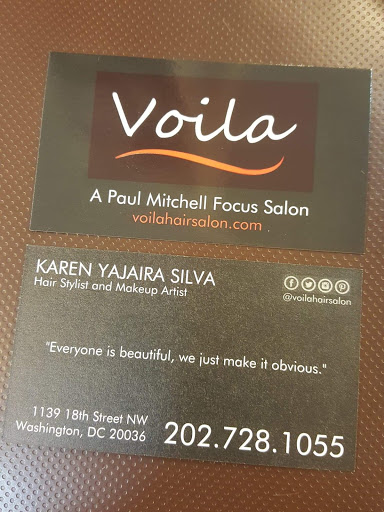 Voila
A Paul Mitchell Focus Salon
voilahairsalon.com
KAREN YAJAIRA SILVA
Hair Stylist and Makeup Artist
@voilahairsalon
"Everyone is beautiful, we just make it obvious."
1139 18th Street NW
Washington, DC 20036
202.728.1055